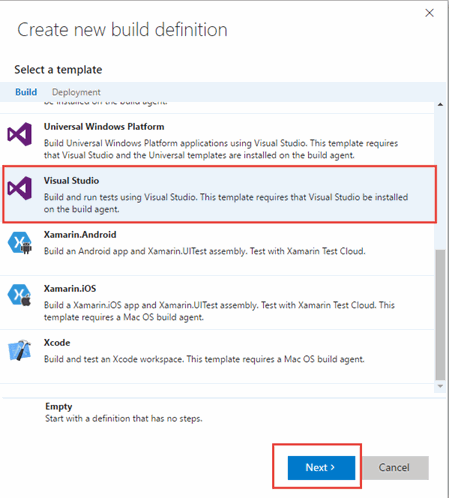 Create new build definition
Select a template
Build Deployment
be installed on the build agent.
Universal Windows Platform
Build Universal Windows Platform applications using Visual Studio. This template requires
that Visual Studio and the Universal templates are installed on the build agent.
Visual Studio
Build and run tests using Visual Studio. This template requires that Visual Studio be installed
on the build agent.
Xamarin.Android
Build an Android app and Xamarin.UITest assembly. Test with Xamarin Test Cloud.
Xamarin.iOS
Build a Xamarin.iOS app and Xamarin.UITest assembly. Test with Xamarin Test Cloud. This
template requires a Mac OS build agent.
Xcode
Build and test an Xcode workspace. This template requires a Mac OS build agent.
Empty
Start with a definition that has no steps.
Next > Cancel